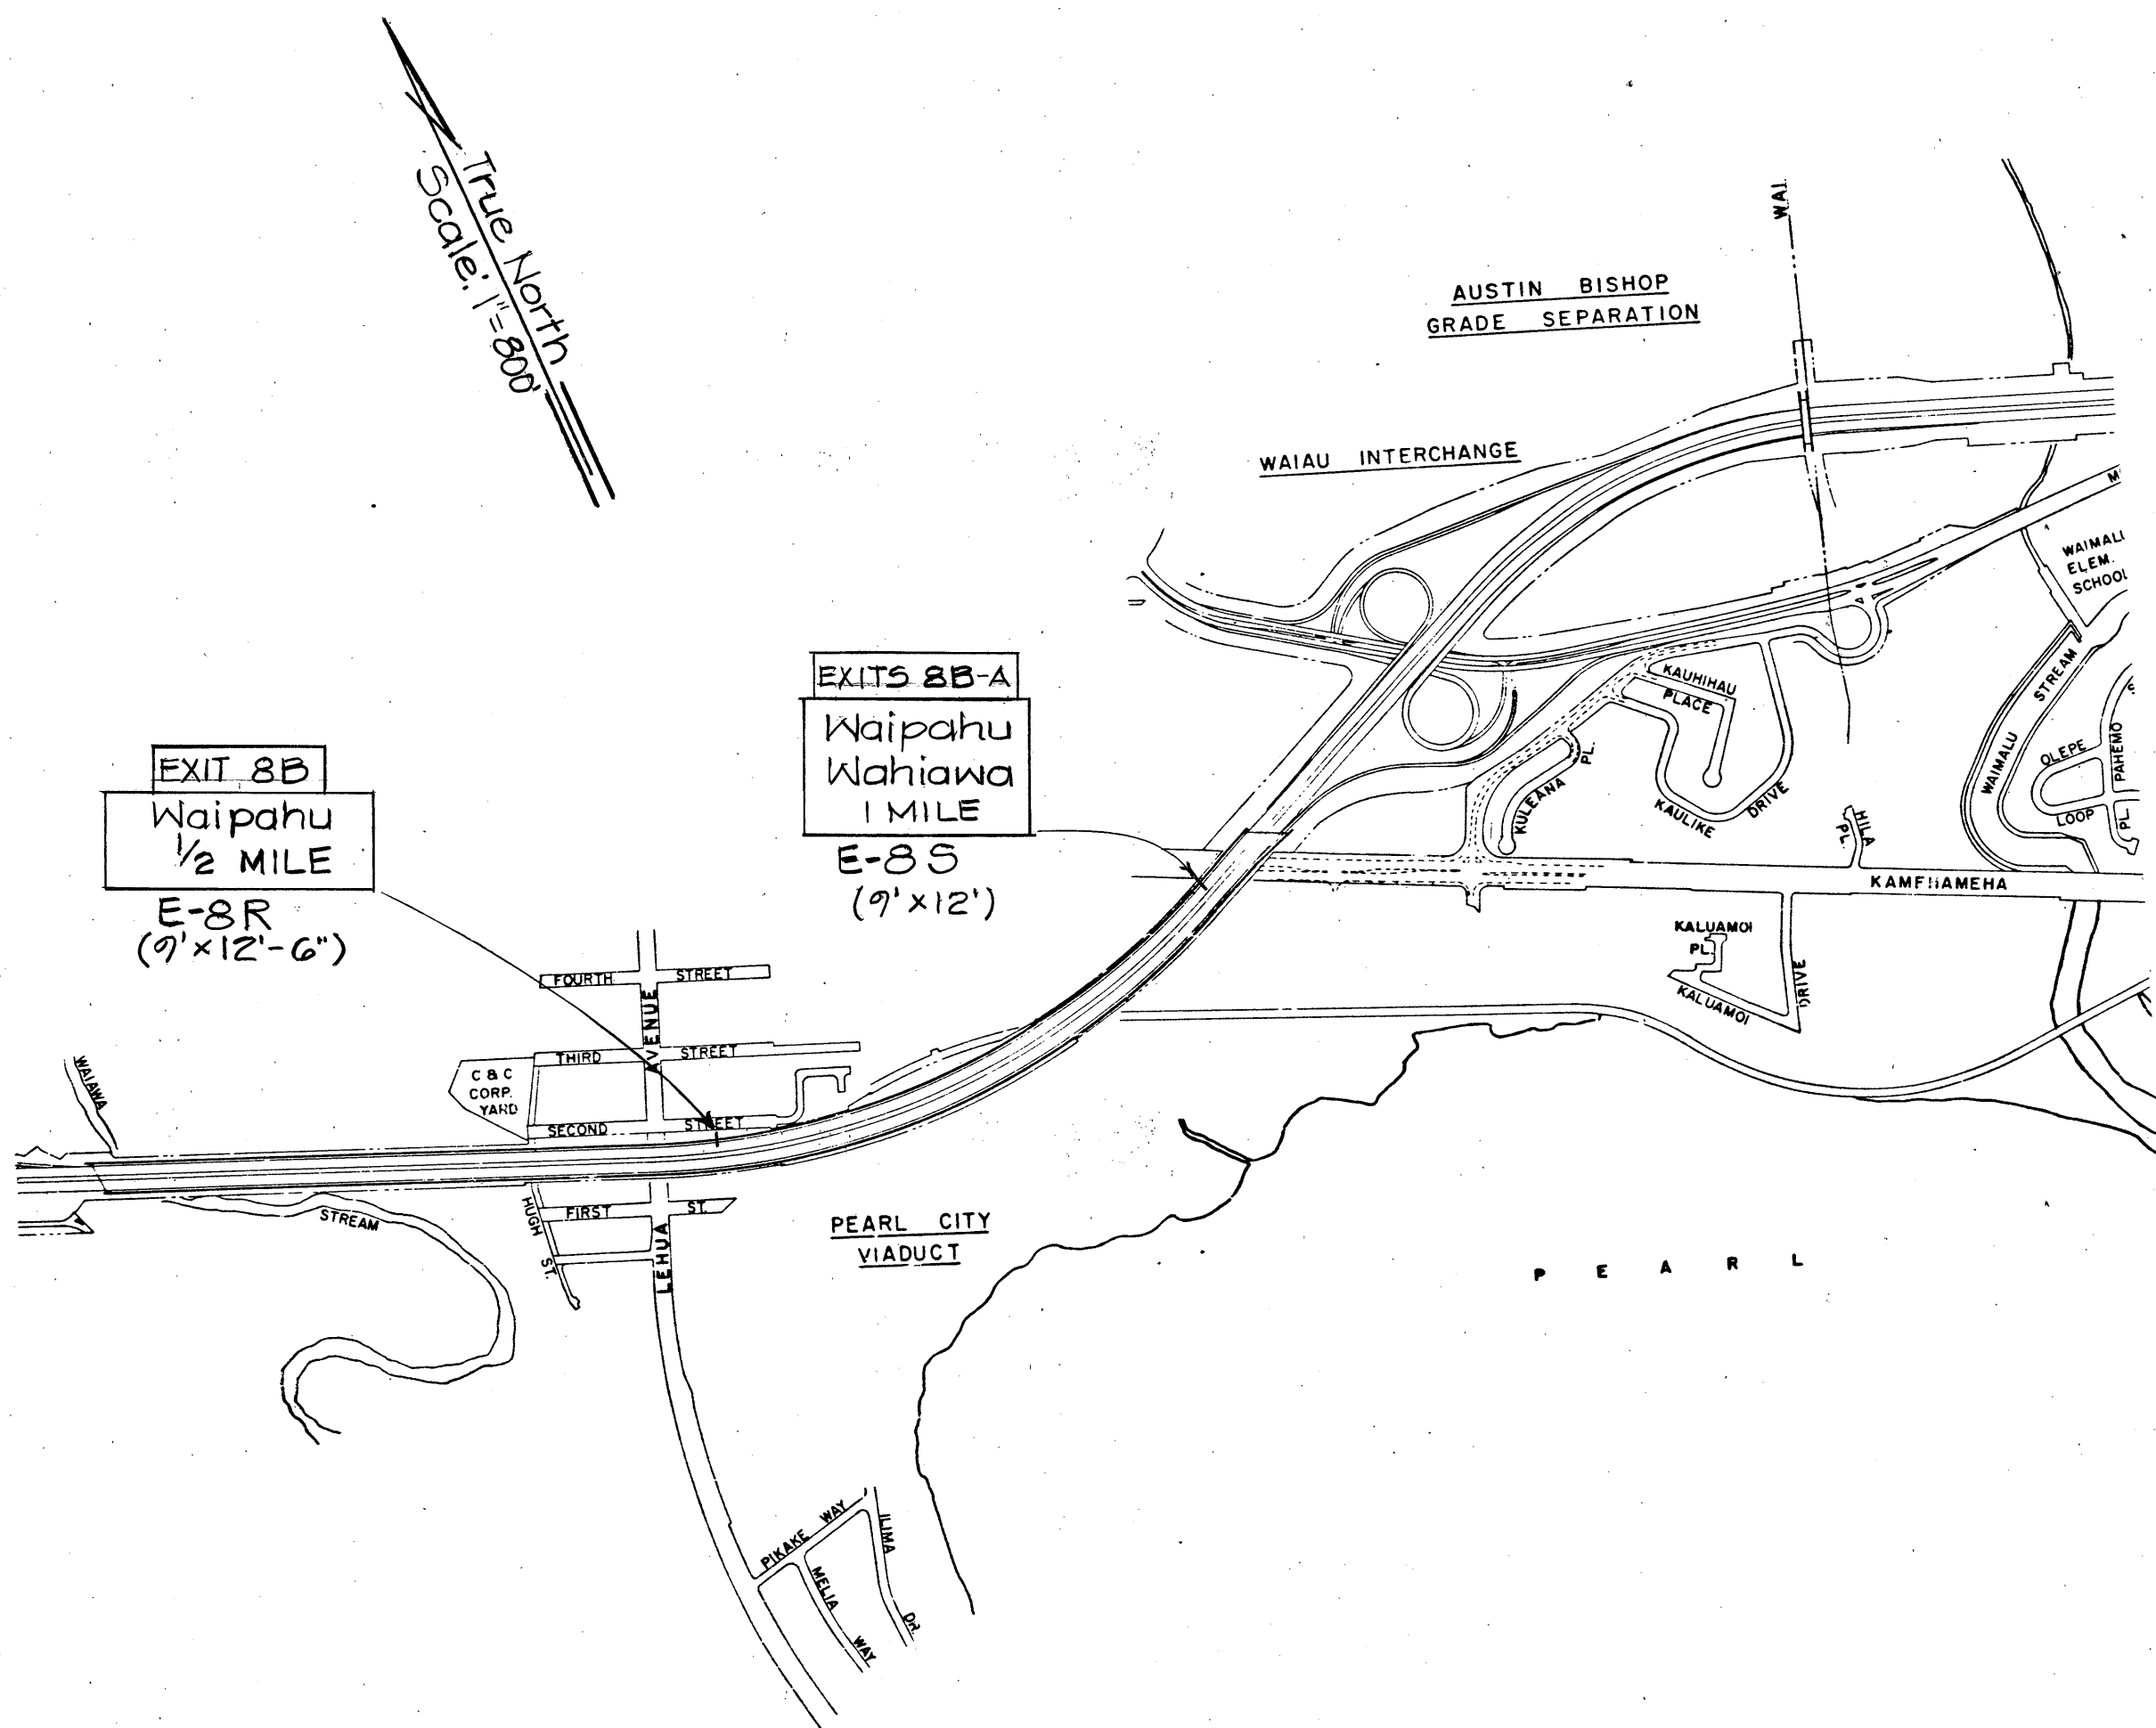 True North
Scale: 1"=800'
AUSTIN BISHOP
GRADE SEPARATION
WAI
WAIAU INTERCHANGE
M
WAIMALU
ELEM.
SCHOOL
EXITS 8B-A
Waipahu
Wahiawa
1 MILE
E-8S
(9'×12')
EXIT 8B
Waipahu
1/2 MILE
E-8R
(9'×12'-6")
KAUHIHAU
PLACE
KULEANA PL.
KAULIKE DRIVE
WAIMALU STREAM
OLEPE
LOOP
PAHEMO
PL.
HILA
PL.
KAMEHAMEHA
KALUAMOI
PL.
KALUAMOI
DRIVE
FOURTH STREET
AVENUE
THIRD STREET
C & C
CORP.
YARD
SECOND STREET
WAIAWA
STREAM
HUGH ST.
FIRST ST.
LEHUA
PEARL CITY
VIADUCT
PEARL
PIKAKE WAY
ILIMA DR.
MELIA WAY